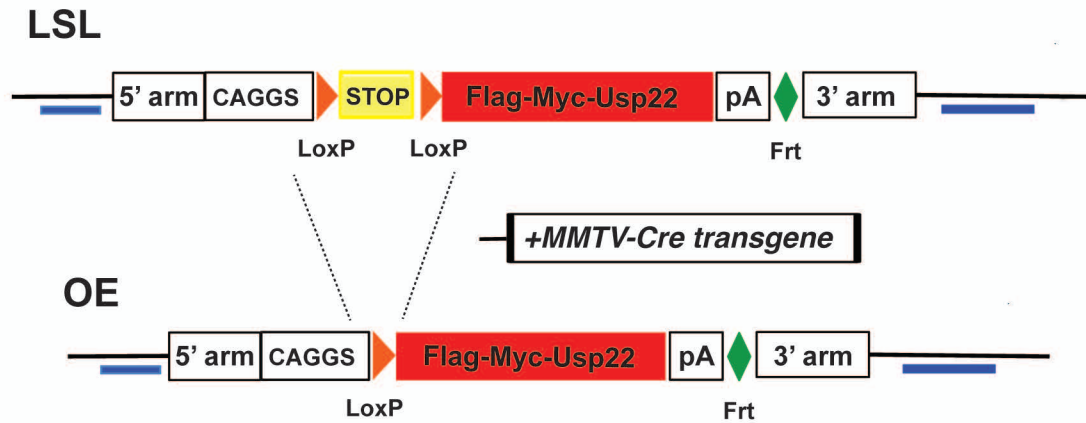 LSL
5' arm CAGGS STOP Flag-Myc-Usp22 pA 3' arm
LoxP LoxP Frt
+MMTV-Cre transgene
OE
5' arm CAGGS Flag-Myc-Usp22 pA 3' arm
LoxP Frt